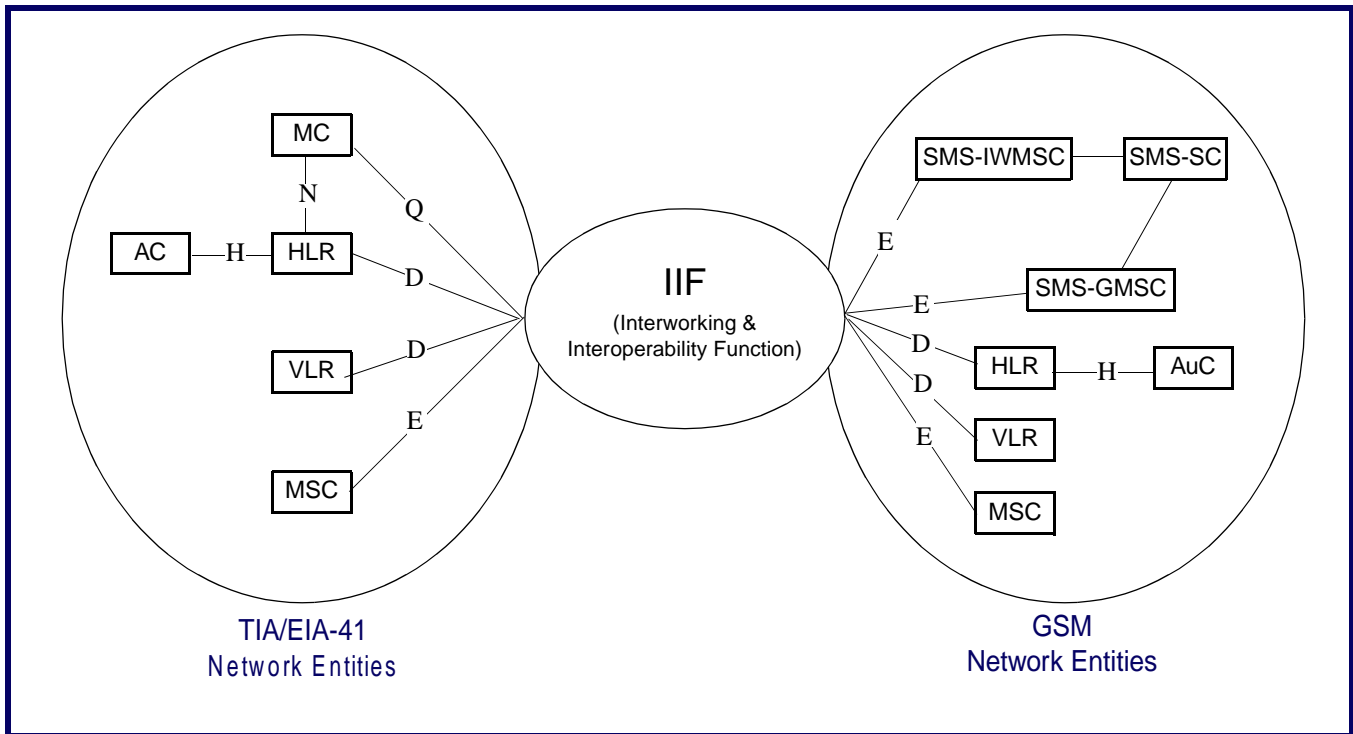 MC
N
Q
AC
H
HLR
D
VLR
D
E
MSC
TIA/EIA-41
Network Entities
IIF
(Interworking &
Interoperability Function)
SMS-IWMSC
SMS-SC
E
SMS-GMSC
E
D
HLR
H
AuC
D
VLR
E
MSC
GSM
Network Entities